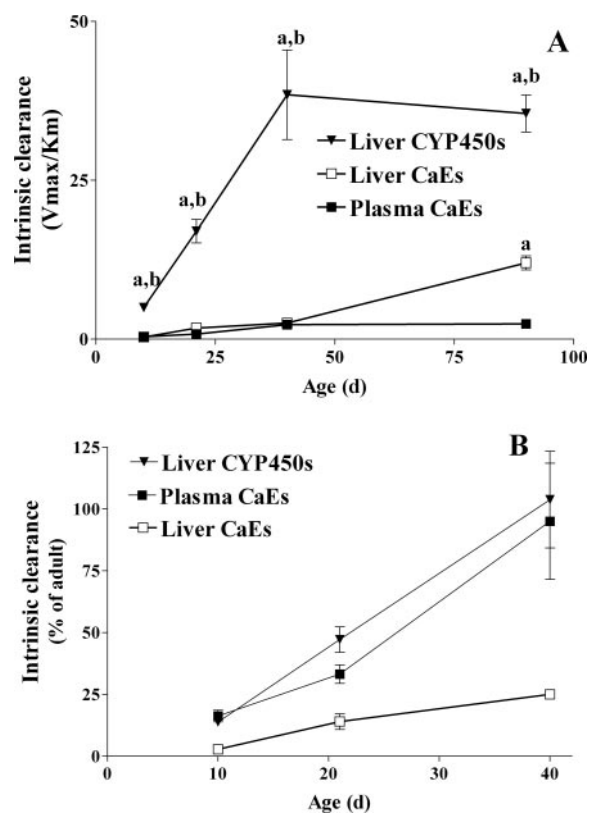 A
50
25
0
Intrinsic clearance
(Vmax/Km)
a,b
a,b
a,b
a,b
a
Liver CYP450s
Liver CaEs
Plasma CaEs
0 25 50 75 100
Age (d)
B
125
100
75
50
25
0
Intrinsic clearance
(% of adult)
Liver CYP450s
Plasma CaEs
Liver CaEs
0 10 20 30 40
Age (d)